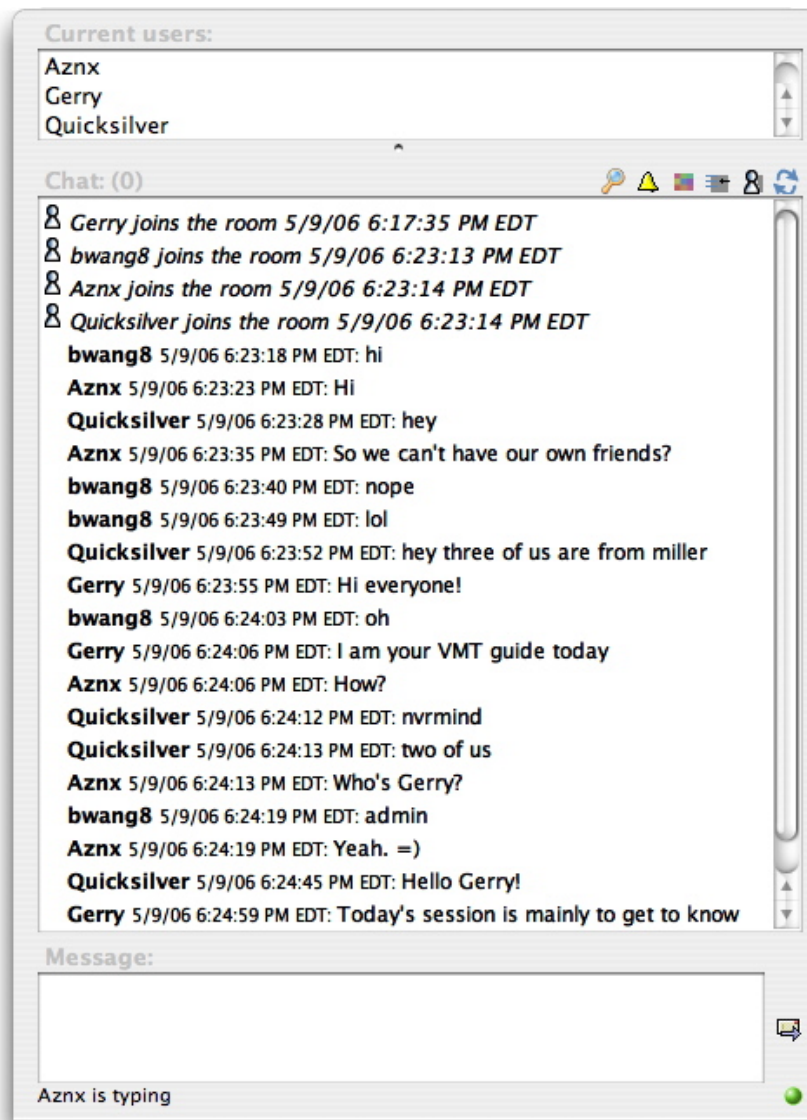 Current users:
Aznx
Gerry
Quicksilver
Chat: (0)
Gerry joins the room 5/9/06 6:17:35 PM EDT
bwang8 joins the room 5/9/06 6:23:13 PM EDT
Aznx joins the room 5/9/06 6:23:14 PM EDT
Quicksilver joins the room 5/9/06 6:23:14 PM EDT
bwang8 5/9/06 6:23:18 PM EDT: hi
Aznx 5/9/06 6:23:23 PM EDT: Hi
Quicksilver 5/9/06 6:23:28 PM EDT: hey
Aznx 5/9/06 6:23:35 PM EDT: So we can't have our own friends?
bwang8 5/9/06 6:23:40 PM EDT: nope
bwang8 5/9/06 6:23:49 PM EDT: lol
Quicksilver 5/9/06 6:23:52 PM EDT: hey three of us are from miller
Gerry 5/9/06 6:23:55 PM EDT: Hi everyone!
bwang8 5/9/06 6:24:03 PM EDT: oh
Gerry 5/9/06 6:24:06 PM EDT: I am your VMT guide today
Aznx 5/9/06 6:24:06 PM EDT: How?
Quicksilver 5/9/06 6:24:12 PM EDT: nvrmind
Quicksilver 5/9/06 6:24:13 PM EDT: two of us
Aznx 5/9/06 6:24:13 PM EDT: Who's Gerry?
bwang8 5/9/06 6:24:19 PM EDT: admin
Aznx 5/9/06 6:24:19 PM EDT: Yeah. =)
Quicksilver 5/9/06 6:24:45 PM EDT: Hello Gerry!
Gerry 5/9/06 6:24:59 PM EDT: Today's session is mainly to get to know
Message:
Aznx is typing